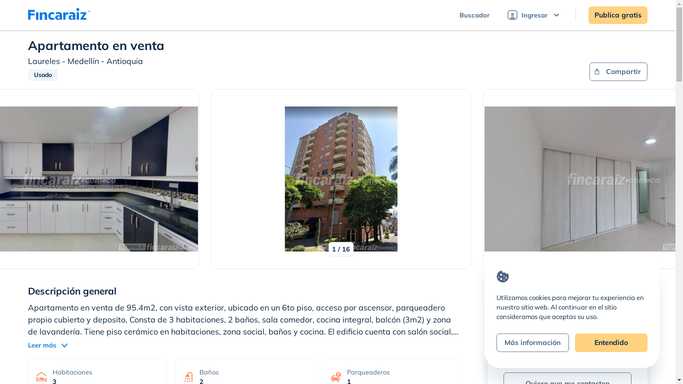 Fincaraiz
Buscador
Ingresar
Publica gratis
Apartamento en venta
Laureles - Medellín - Antioquia
Usado
Compartir
fincaraiz
fincaraiz
fincaraiz
fincaraiz
1 / 16
Descripción general
Apartamento en venta de 95.4m2, con vista exterior, ubicado en un 6to piso, acceso por ascensor, parqueadero
propio cubierto y deposito. Consta de 3 habitaciones, 2 baños, sala comedor, cocina integral, balcón (3m2) y zona
de lavandería. Tiene piso cerámico en habitaciones, zona social, baños y cocina. El edificio cuenta con salón social,...
Leer más
Habitaciones
3
Baños
2
Parqueaderos
1
Utilizamos cookies para mejorar tu experiencia en
nuestro sitio web. Al continuar en el sitio
consideramos que aceptas su uso.
Más información
Entendido
Quiero que me contacten